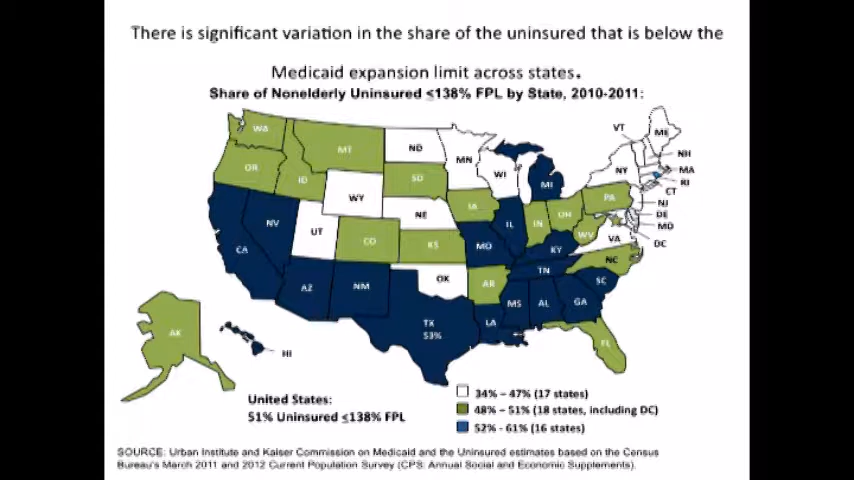 There is significant variation in the share of the uninsured that is below the
Medicaid expansion limit across states.
Share of Nonelderly Uninsured ≤138% FPL by State, 2010-2011:
WA
MT
ND
MN
VT
ME
OR
ID
SD
WI
NY
NH
MA
RI
CT
WY
MI
IA
PA
NJ
DE
MD
DC
NV
UT
NE
IL
IN
OH
WV
VA
CA
CO
KS
MO
KY
NC
AZ
NM
OK
AR
TN
SC
MS
AL
GA
TX
53%
LA
FL
AK
HI
United States:
51% Uninsured ≤138% FPL
34% – 47% (17 states)
48% – 51% (18 states, including DC)
52% - 61% (16 states)
SOURCE: Urban Institute and Kaiser Commission on Medicaid and the Uninsured estimates based on the Census
Bureau's March 2011 and 2012 Current Population Survey (CPS: Annual Social and Economic Supplements).